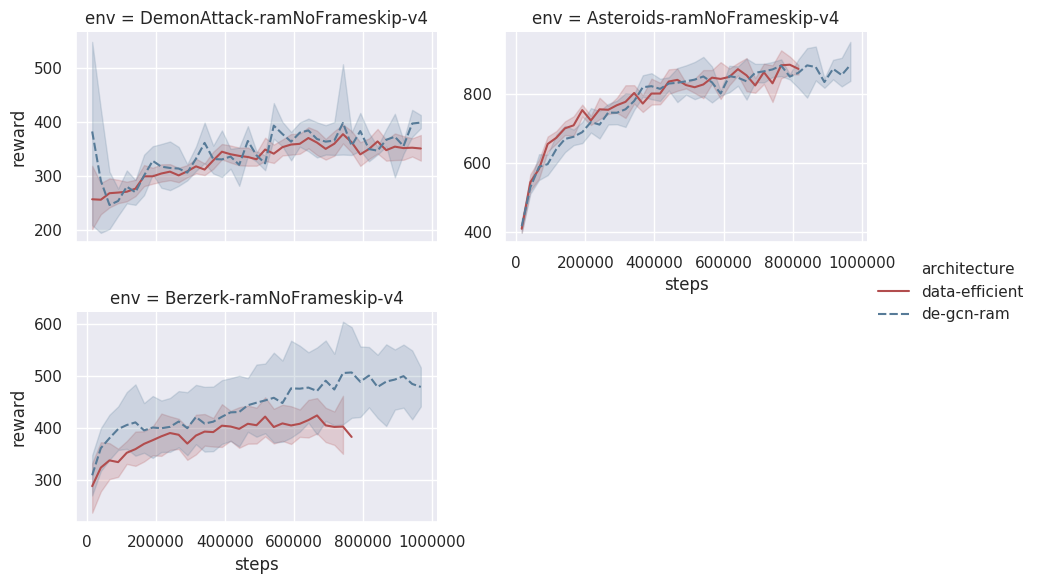 env = DemonAttack-ramNoFrameskip-v4
500
400
300
200
reward
env = Asteroids-ramNoFrameskip-v4
800
600
400
0 200000 400000 600000 800000 1000000
steps
architecture
data-efficient
de-gcn-ram
env = Berzerk-ramNoFrameskip-v4
600
500
400
300
reward
0 200000 400000 600000 800000 1000000
steps